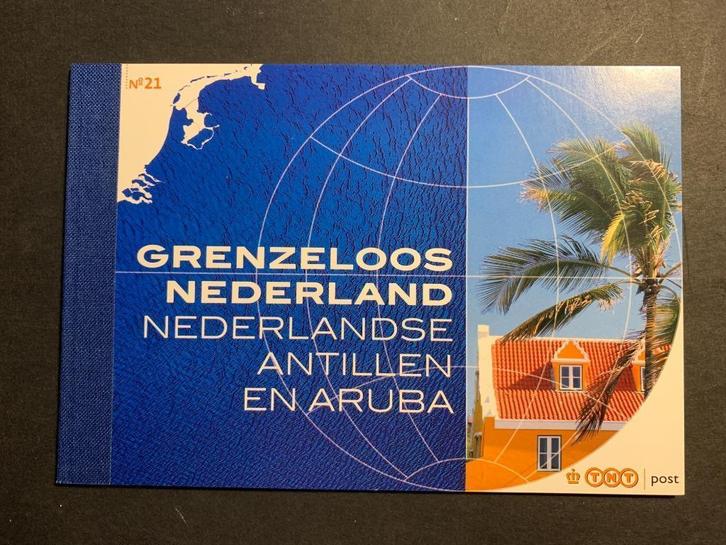 Nº21
GRENZELOOS
NEDERLAND
NEDERLANDSE
ANTILLEN
EN ARUBA
TNT post